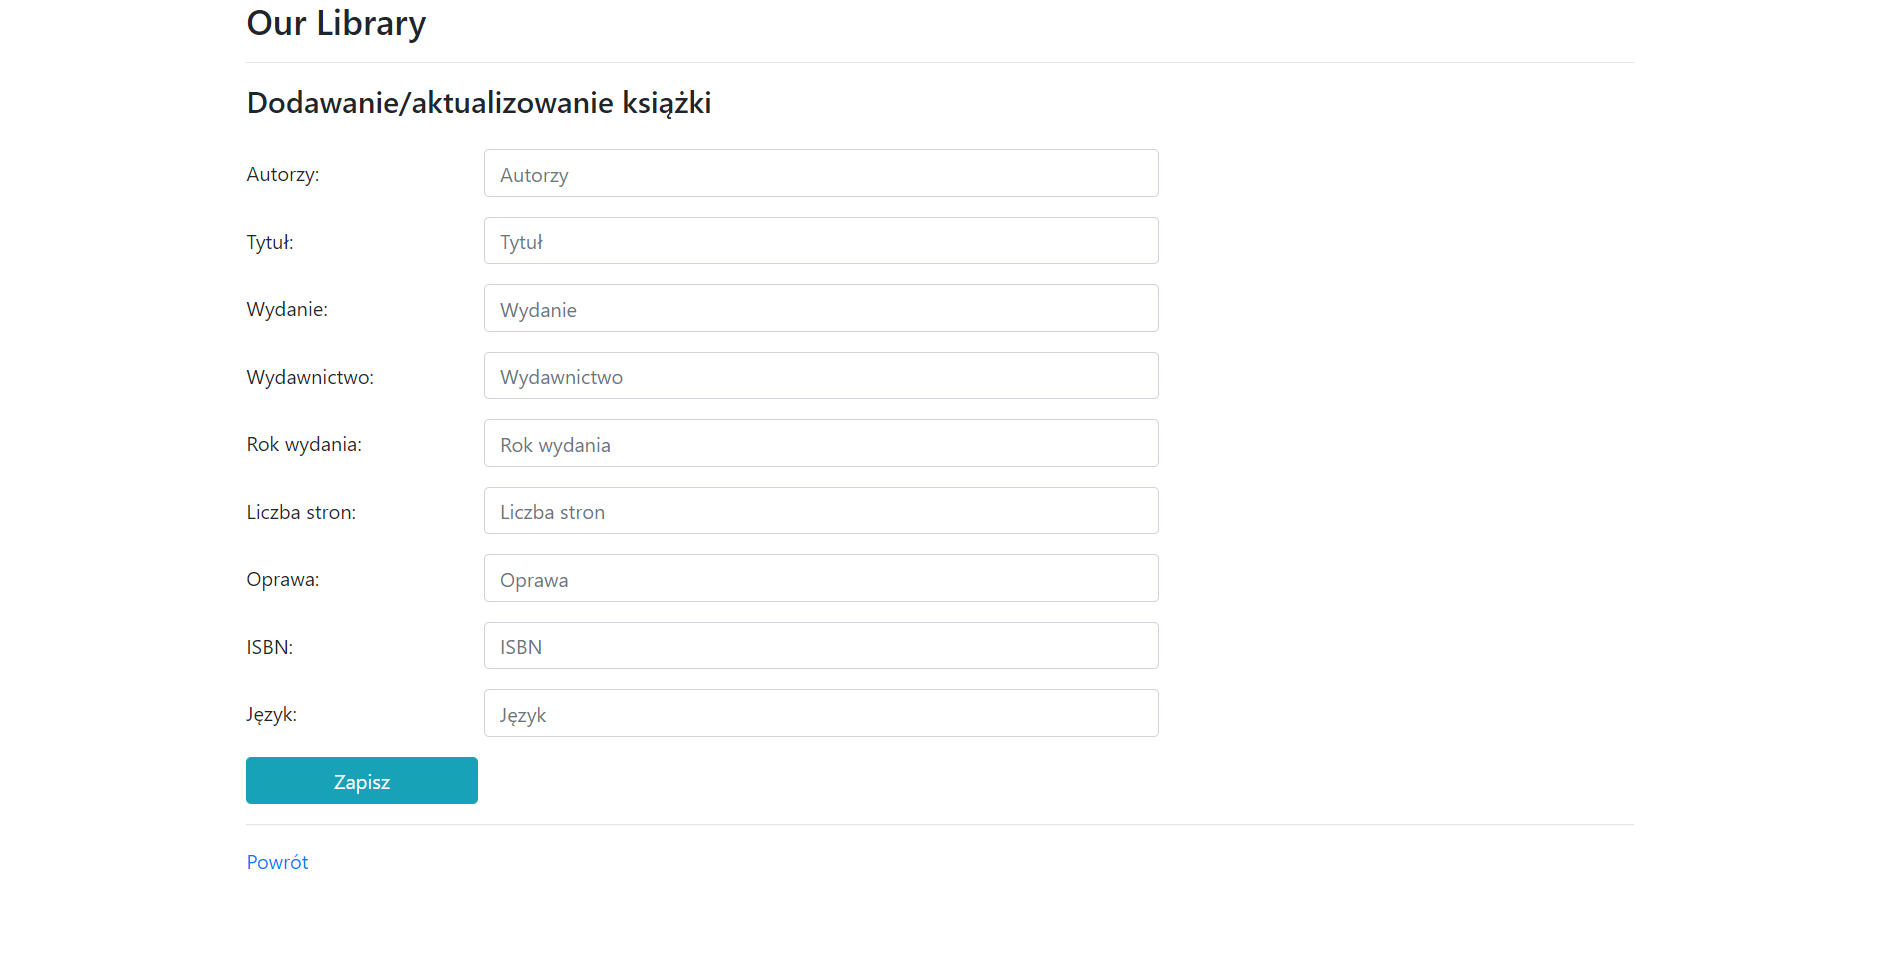 Our Library
Dodawanie/aktualizowanie książki
Autorzy: Autorzy
Tytuł: Tytuł
Wydanie: Wydanie
Wydawnictwo: Wydawnictwo
Rok wydania: Rok wydania
Liczba stron: Liczba stron
Oprawa: Oprawa
ISBN: ISBN
Język: Język
Zapisz
Powrót